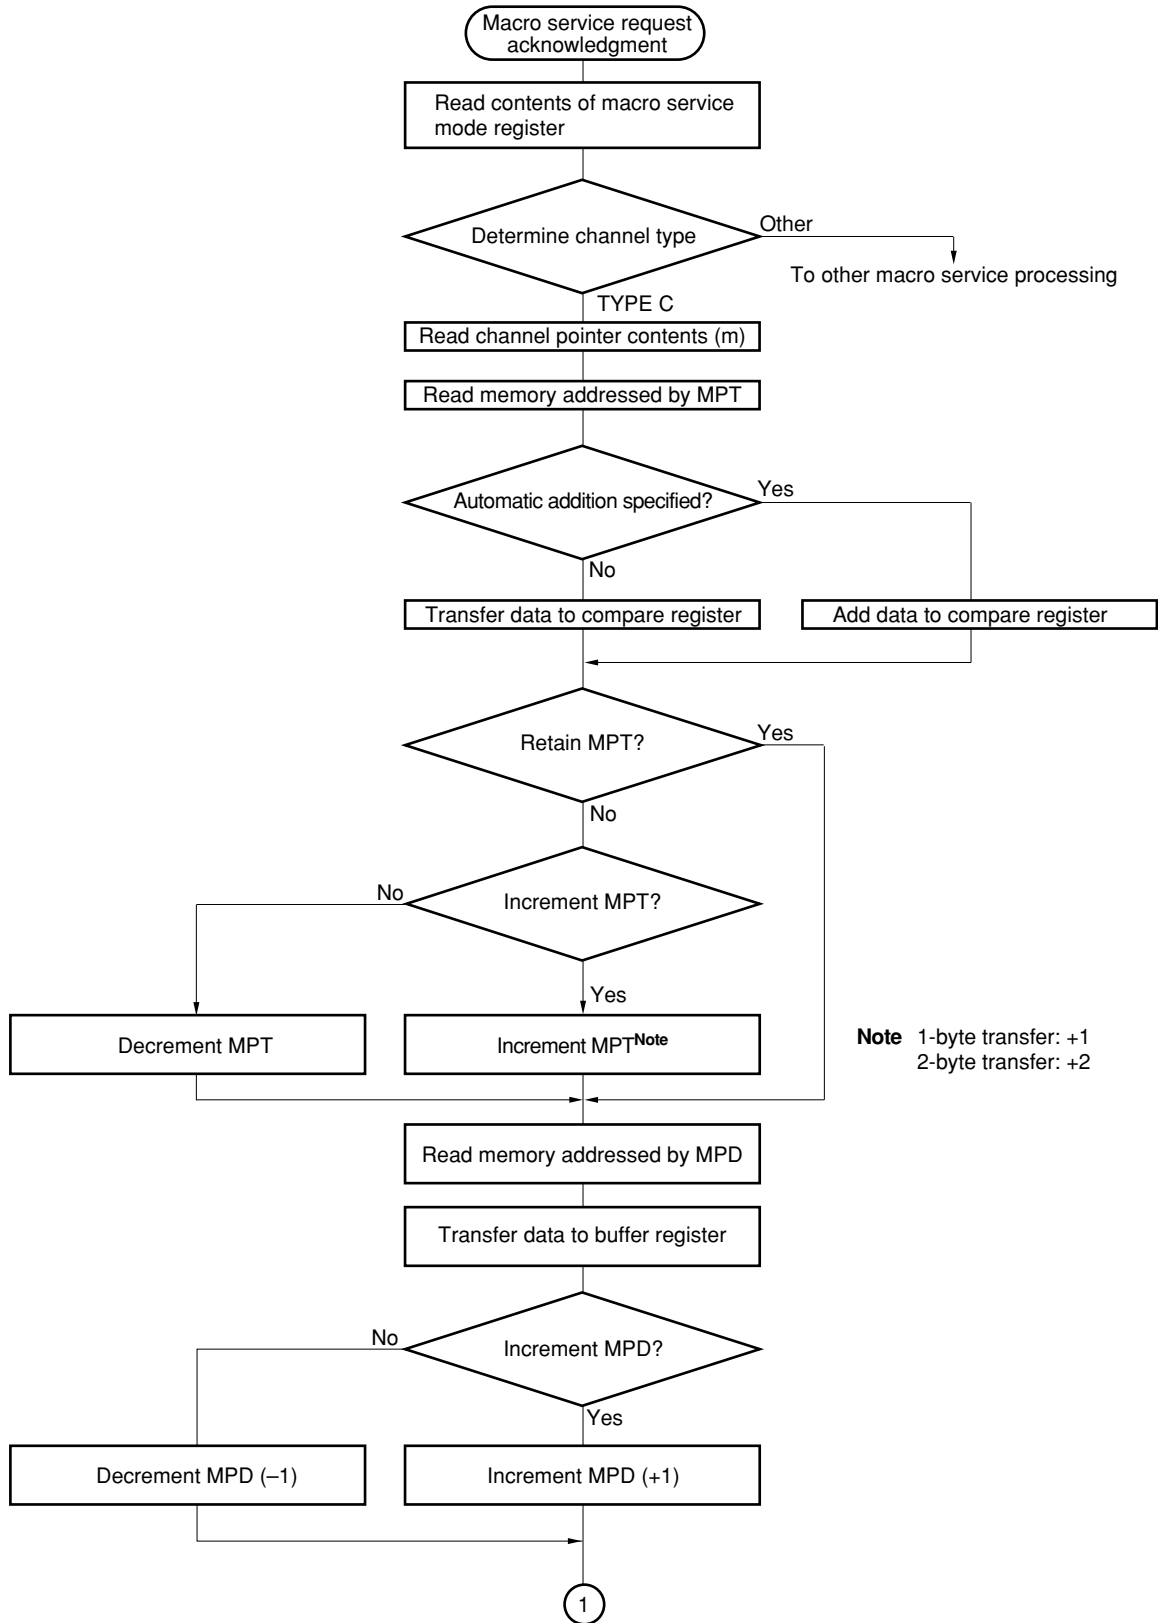 Macro service request
acknowledgment
Read contents of macro service
mode register
Determine channel type
Other
To other macro service processing
TYPE C
Read channel pointer contents (m)
Read memory addressed by MPT
Automatic addition specified?
Yes
No
Transfer data to compare register
Add data to compare register
Retain MPT?
Yes
No
Increment MPT?
No
Yes
Decrement MPT
Increment MPTNote
Note 1-byte transfer: +1
2-byte transfer: +2
Read memory addressed by MPD
Transfer data to buffer register
Increment MPD?
No
Yes
Decrement MPD (–1)
Increment MPD (+1)
1